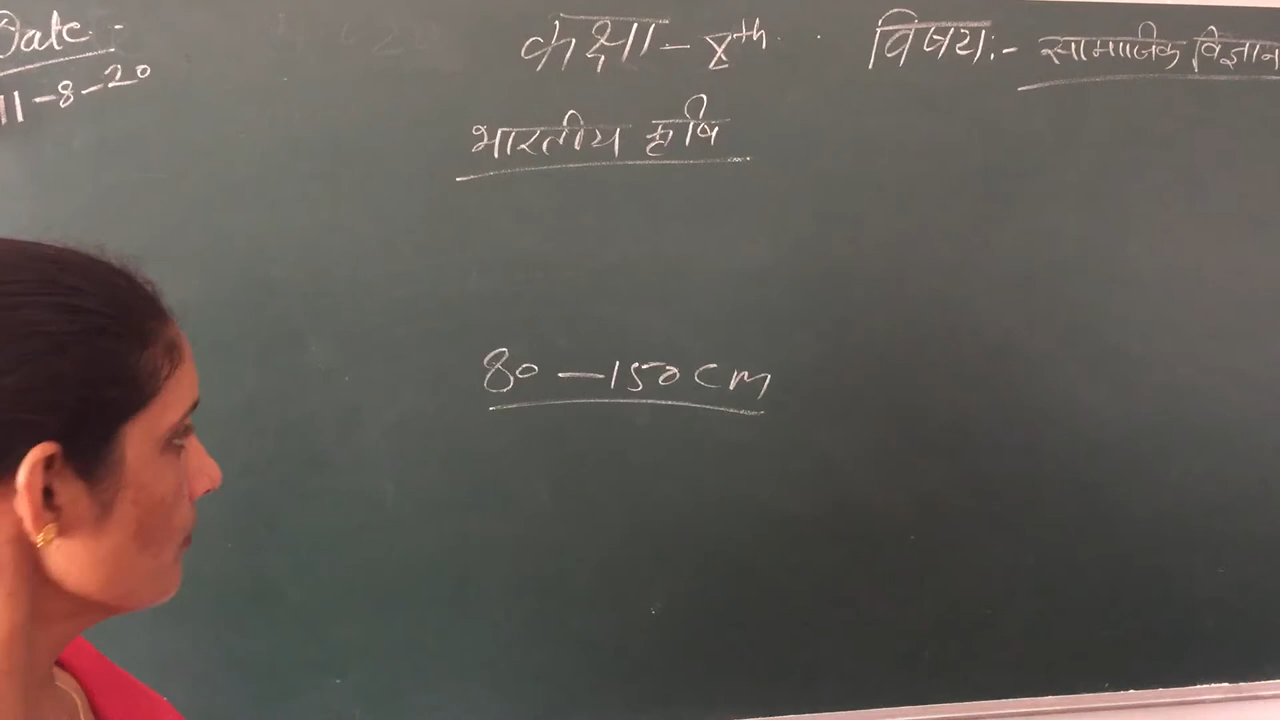 Date :-
11-8-20
कक्षा - 8th
विषय :- सामाजिक विज्ञान
भारतीय कृषि
80 - 150 cm